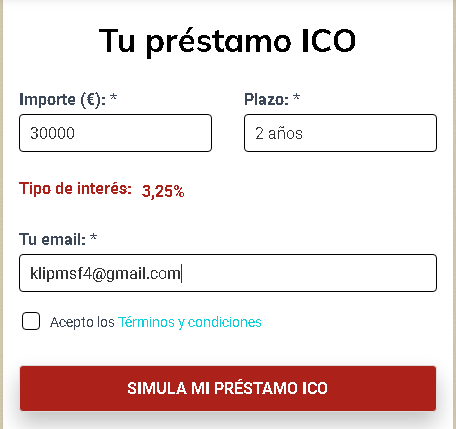 Tu préstamo ICO
Importe (€): * Plazo: *
30000 2 años
Tipo de interés: 3,25%
Tu email: *
klipmsf4@gmail.com
Acepto los Términos y condiciones
SIMULA MI PRÉSTAMO ICO